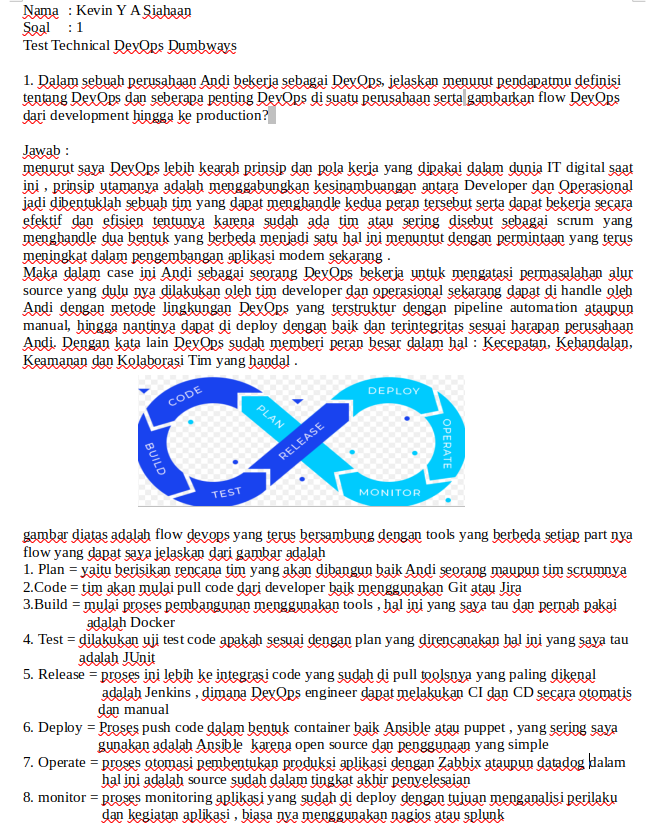 Nama : Kevin Y A Siahaan
Soal : 1
Test Technical DevOps Dumbways
1. Dalam sebuah perusahaan Andi bekerja sebagai DevOps, jelaskan menurut pendapatmu definisi
tentang DevOps dan seberapa penting DevOps di suatu perusahaan serta gambarkan flow DevOps
dari development hingga ke production?
Jawab :
menurut saya DevOps lebih kearah prinsip dan pola kerja yang dipakai dalam dunia IT digital saat
ini , prinsip utamanya adalah menggabungkan kesinambungan antara Developer dan Operasional
jadi dibentuklah sebuah tim yang dapat menghandle kedua peran tersebut serta dapat bekerja secara
efektif dan efisien tentunya karena sudah ada tim atau sering disebut sebagai scrum yang
menghandle dua bentuk yang berbeda menjadi satu hal ini menuntut dengan permintaan yang terus
meningkat dalam pengembangan aplikasi modern sekarang .
Maka dalam case ini Andi sebagai seorang DevOps bekerja untuk mengatasi permasalahan alur
source yang dulu nya dilakukan oleh tim developer dan operasional sekarang dapat di handle oleh
Andi dengan metode lingkungan DevOps yang terstruktur dengan pipeline automation ataupun
manual, hingga nantinya dapat di deploy dengan baik dan terintegritas sesuai harapan perusahaan
Andi. Dengan kata lain DevOps sudah memberi peran besar dalam hal : Kecepatan, Kehandalan,
Keamanan dan Kolaborasi Tim yang handal .
CODE
PLAN
DEPLOY
OPERATE
BUILD
RELEASE
TEST
MONITOR
gambar diatas adalah flow devops yang terus bersambung dengan tools yang berbeda setiap part nya
flow yang dapat saya jelaskan dari gambar adalah
1. Plan = yaitu berisikan rencana tim yang akan dibangun baik Andi seorang maupun tim scrumnya
2.Code = tim akan mulai pull code dari developer baik menggunakan Git atau Jira
3.Build = mulai proses pembangunan menggunakan tools , hal ini yang saya tau dan pernah pakai
adalah Docker
4. Test = dilakukan uji test code apakah sesuai dengan plan yang direncanakan hal ini yang saya tau
adalah JUnit
5. Release = proses ini lebih ke integrasi code yang sudah di pull toolsnya yang paling dikenal
adalah Jenkins , dimana DevOps engineer dapat melakukan CI dan CD secara otomatis
dan manual
6. Deploy = Proses push code dalam bentuk container baik Ansible atau puppet , yang sering saya
gunakan adalah Ansible karena open source dan penggunaan yang simple
7. Operate = proses otomasi pembentukan produksi aplikasi dengan Zabbix ataupun datadog dalam
hal ini adalah source sudah dalam tingkat akhir penyelesaian
8. monitor = proses monitoring aplikasi yang sudah di deploy dengan tujuan menganalisi perilaku
dan kegiatan aplikasi , biasa nya menggunakan nagios atau splunk